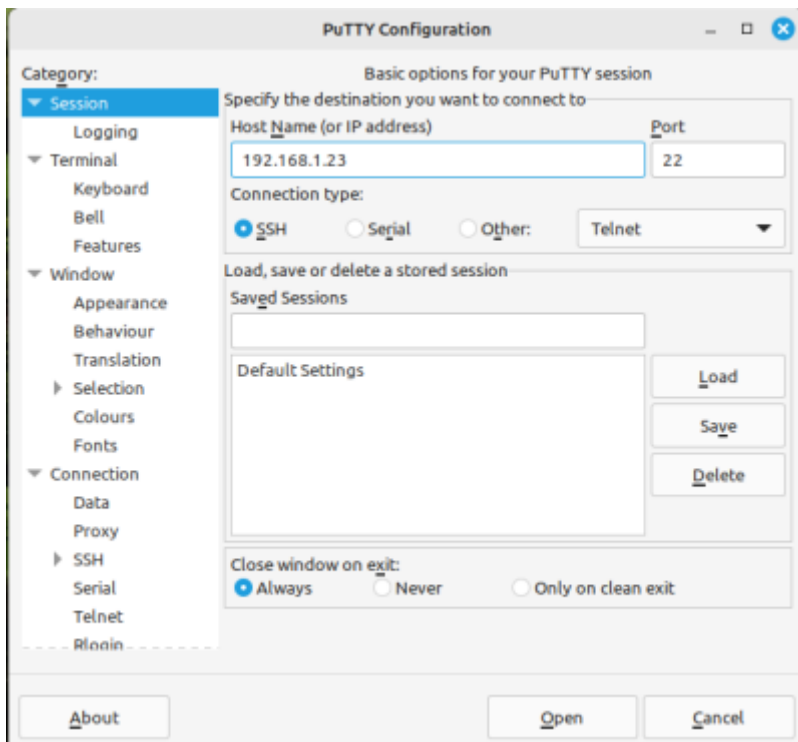 PuTTY Configuration
Category:
Session
Logging
Terminal
Keyboard
Bell
Features
Window
Appearance
Behaviour
Translation
Selection
Colours
Fonts
Connection
Data
Proxy
SSH
Serial
Telnet
Rlogin
Basic options for your PuTTY session
Specify the destination you want to connect to
Host Name (or IP address) Port
192.168.1.23 22
Connection type:
SSH Serial Other: Telnet
Load, save or delete a stored session
Saved Sessions
Default Settings
Load
Save
Delete
Close window on exit:
Always Never Only on clean exit
About Open Cancel